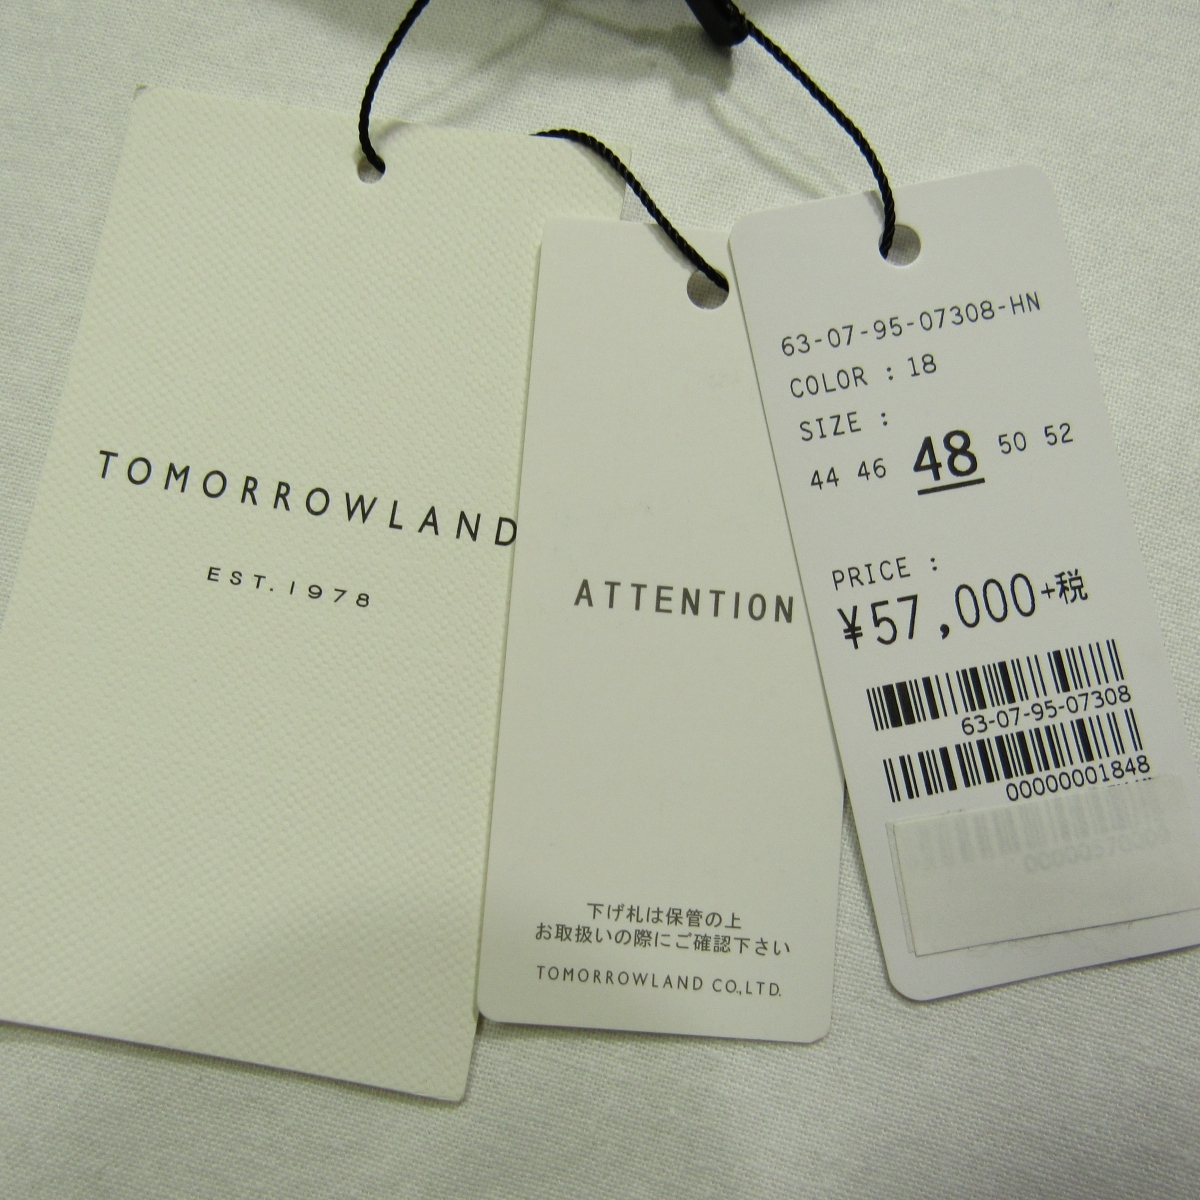 TOMORROWLAND
EST. 1978
ATTENTION
下げ札は保管の上
お取扱いの際にご確認下さい
TOMORROWLAND CO.,LTD.
63-07-95-07308-HN
COLOR : 18
SIZE :
44 46 48 50 52
PRICE :
¥57,000+税
63-07-95-07308
00000001848